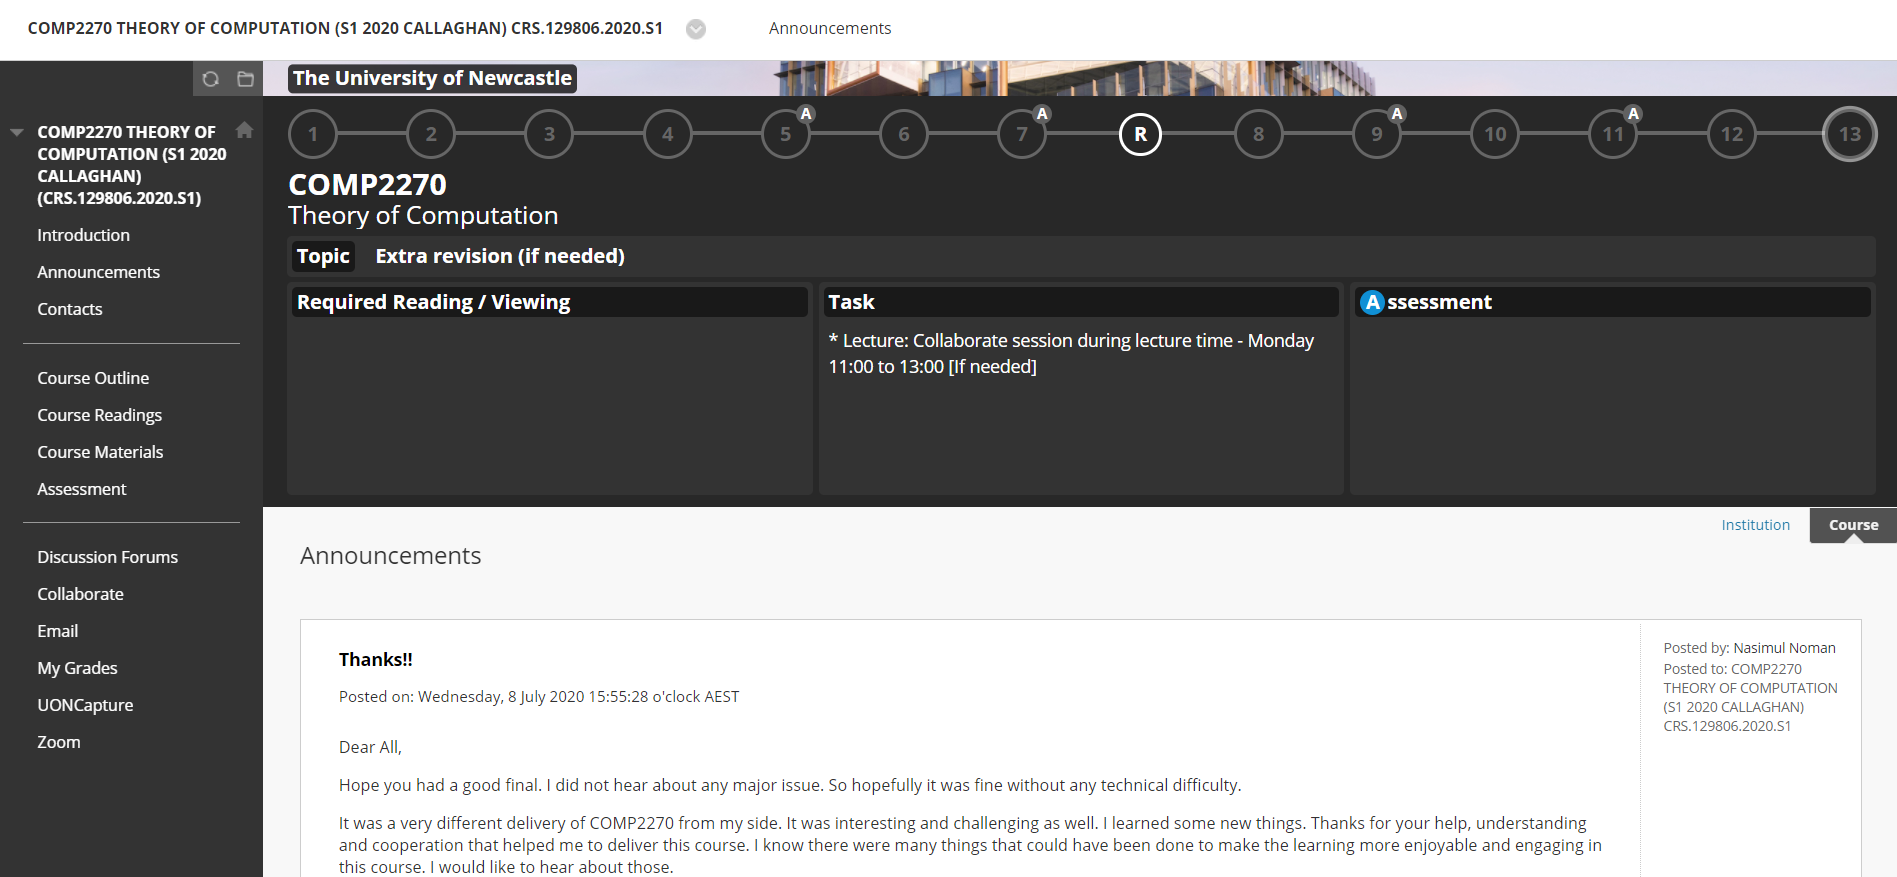 COMP2270 THEORY OF COMPUTATION (S1 2020 CALLAGHAN) CRS.129806.2020.S1
Announcements
The University of Newcastle
COMP2270 THEORY OF
COMPUTATION (S1 2020
CALLAGHAN)
(CRS.129806.2020.S1)
Introduction
Announcements
Contacts
Course Outline
Course Readings
Course Materials
Assessment
Discussion Forums
Collaborate
Email
My Grades
UONCapture
Zoom
1 2 3 4 5 A 6 7 A R 8 9 A 10 11 A 12 13
COMP2270
Theory of Computation
Topic Extra revision (if needed)
Required Reading / Viewing
Task
* Lecture: Collaborate session during lecture time - Monday
11:00 to 13:00 [If needed]
Assessment
Institution
Course
Announcements
Thanks!!
Posted on: Wednesday, 8 July 2020 15:55:28 o'clock AEST
Dear All,
Hope you had a good final. I did not hear about any major issue. So hopefully it was fine without any technical difficulty.
It was a very different delivery of COMP2270 from my side. It was interesting and challenging as well. I learned some new things. Thanks for your help, understanding
and cooperation that helped me to deliver this course. I know there were many things that could have been done to make the learning more enjoyable and engaging in
this course. I would like to hear about those.
Posted by: Nasimul Noman
Posted to: COMP2270
THEORY OF COMPUTATION
(S1 2020 CALLAGHAN)
CRS.129806.2020.S1